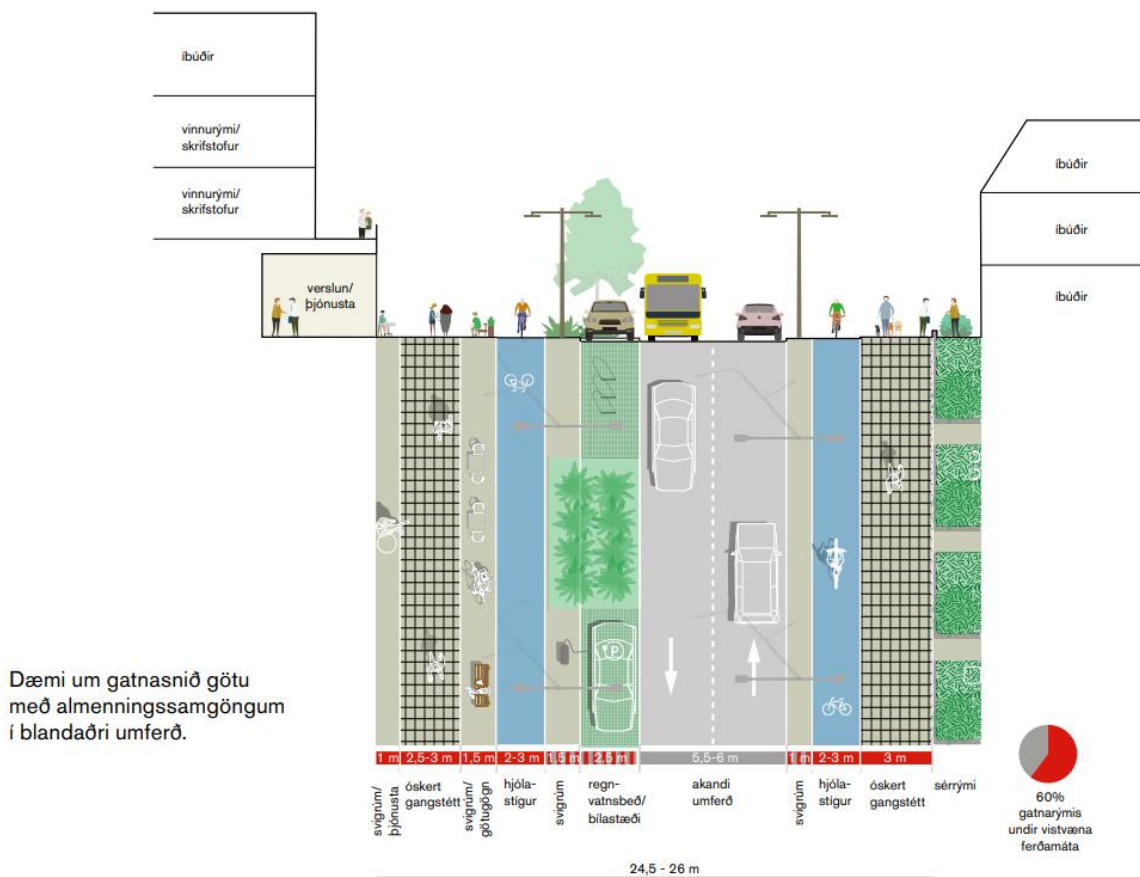 íbúðir
vinnurými/
skrifstofur
vinnurými/
skrifstofur
verslun/
þjónusta
íbúðir
íbúðir
íbúðir
P
Dæmi um gatnasnið götu
með almenningssamgöngum
í blandaðri umferð.
1 m 2,5-3 m 1,5 m 2-3 m 1,5 m 2,5 m 5,5-6 m 1 m 2-3 m 3 m
svigrúm/
þjónusta
óskert
gangstétt
svigrúm/
götugögn
hjóla-
stígur
svigrúm
regn-
vatnsbeð/
bílastæði
akandi
umferð
svigrúm
hjóla-
stígur
óskert
gangstétt
sérrými
60%
gatnarýmis
undir vistvæna
ferðamáta
24,5 - 26 m